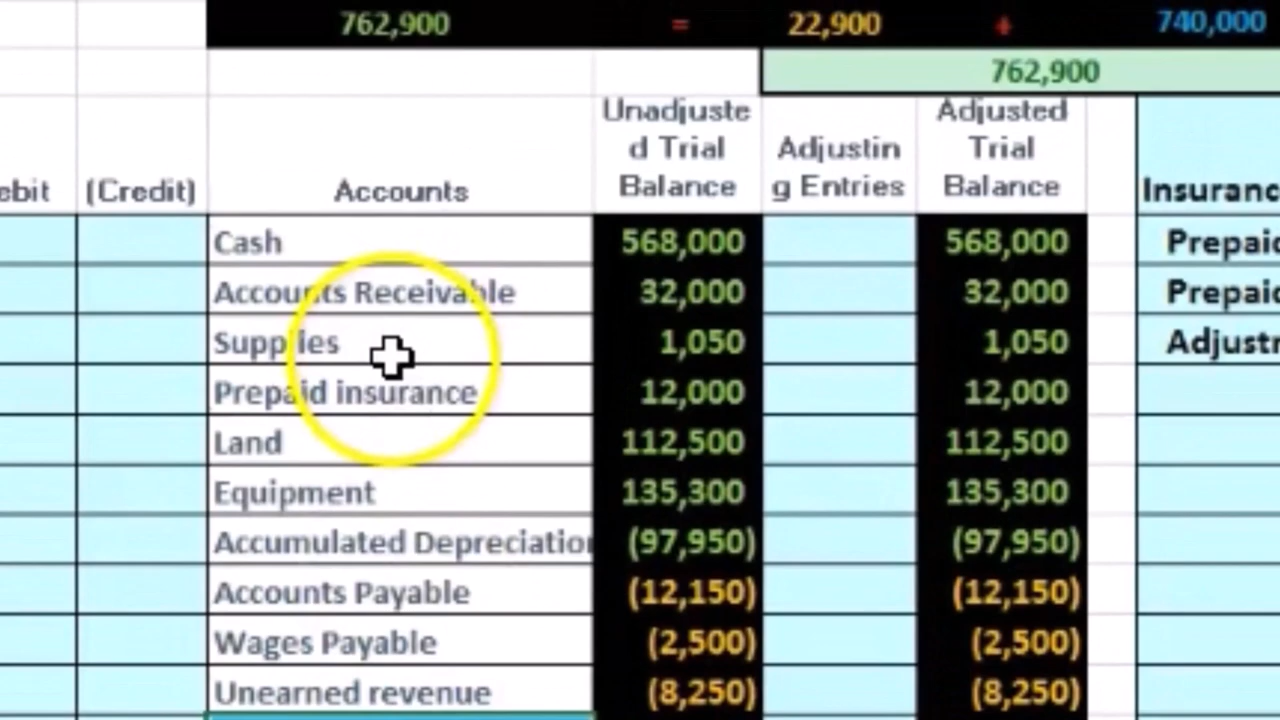 762,900 = 22,900 + 740,000
762,900
ebit (Credit) Accounts Unadjuste
d Trial
Balance Adjustin
g Entries Adjusted
Trial
Balance Insuranc
Cash 568,000 568,000 Prepaid
Accounts Receivable 32,000 32,000 Prepaid
Supplies 1,050 1,050 Adjustr
Prepaid insurance 12,000 12,000
Land 112,500 112,500
Equipment 135,300 135,300
Accumulated Depreciation (97,950) (97,950)
Accounts Payable (12,150) (12,150)
Wages Payable (2,500) (2,500)
Unearned revenue (8,250) (8,250)